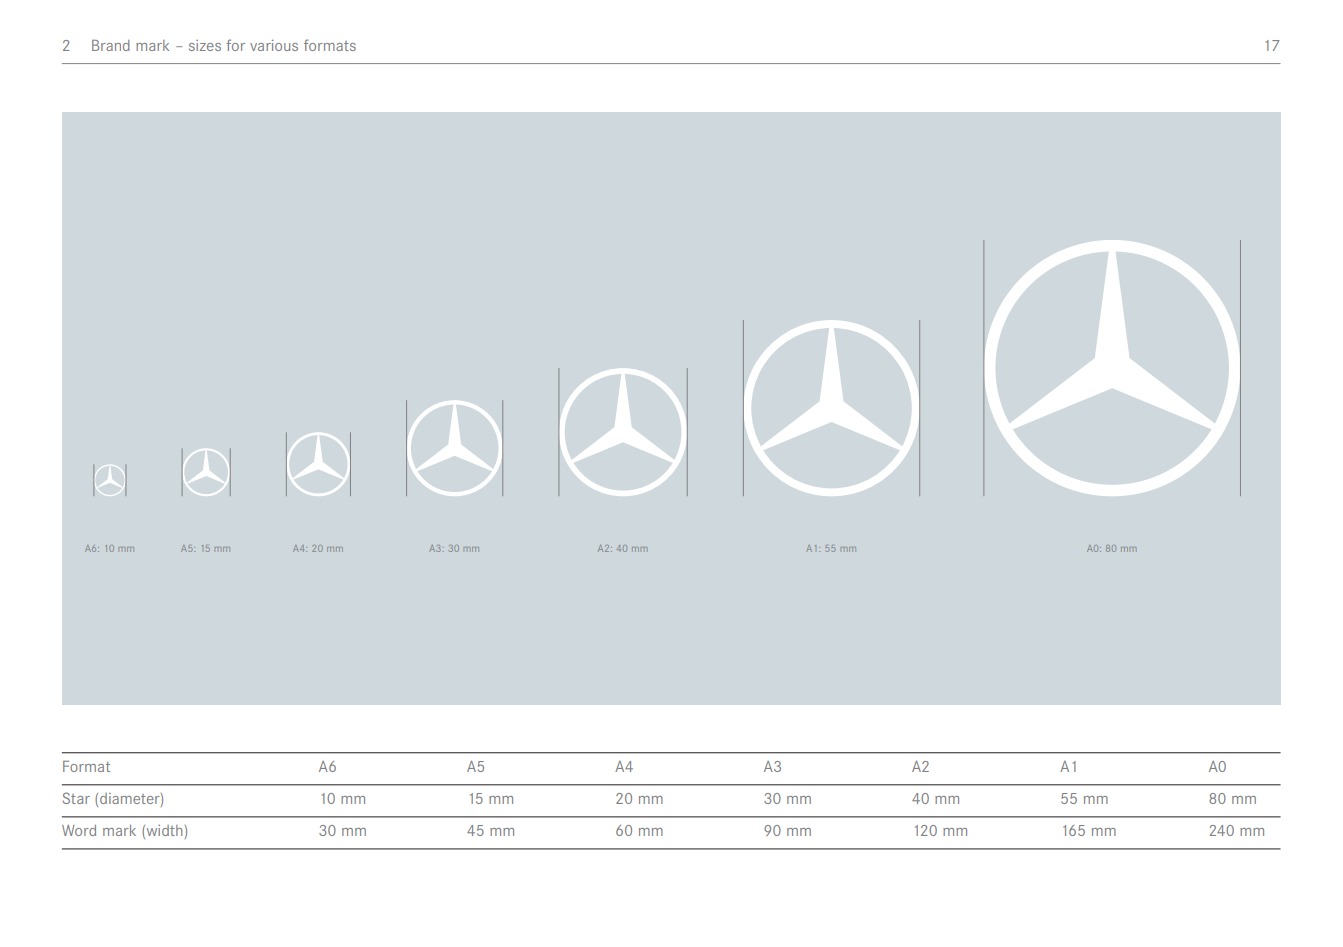 2 Brand mark – sizes for various formats 17
A6: 10 mm A5: 15 mm A4: 20 mm A3: 30 mm A2: 40 mm A1: 55 mm A0: 80 mm
Format A6 A5 A4 A3 A2 A1 A0
Star (diameter) 10 mm 15 mm 20 mm 30 mm 40 mm 55 mm 80 mm
Word mark (width) 30 mm 45 mm 60 mm 90 mm 120 mm 165 mm 240 mm